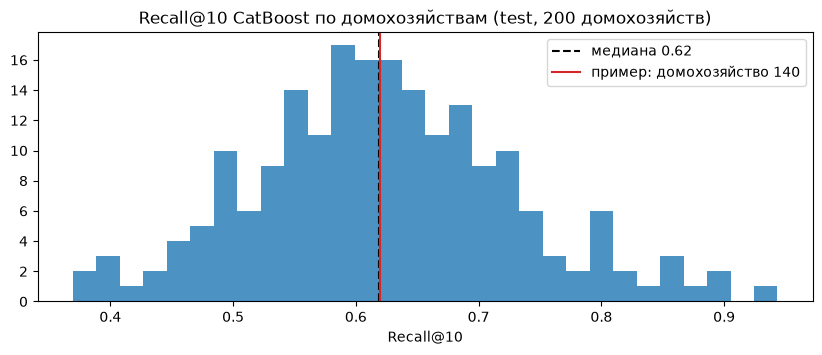 Recall@10 CatBoost по домохозяйствам (test, 200 домохозяйств)
медиана 0.62
пример: домохозяйство 140
16
14
12
10
8
6
4
2
0
0.4 0.5 0.6 0.7 0.8 0.9
Recall@10